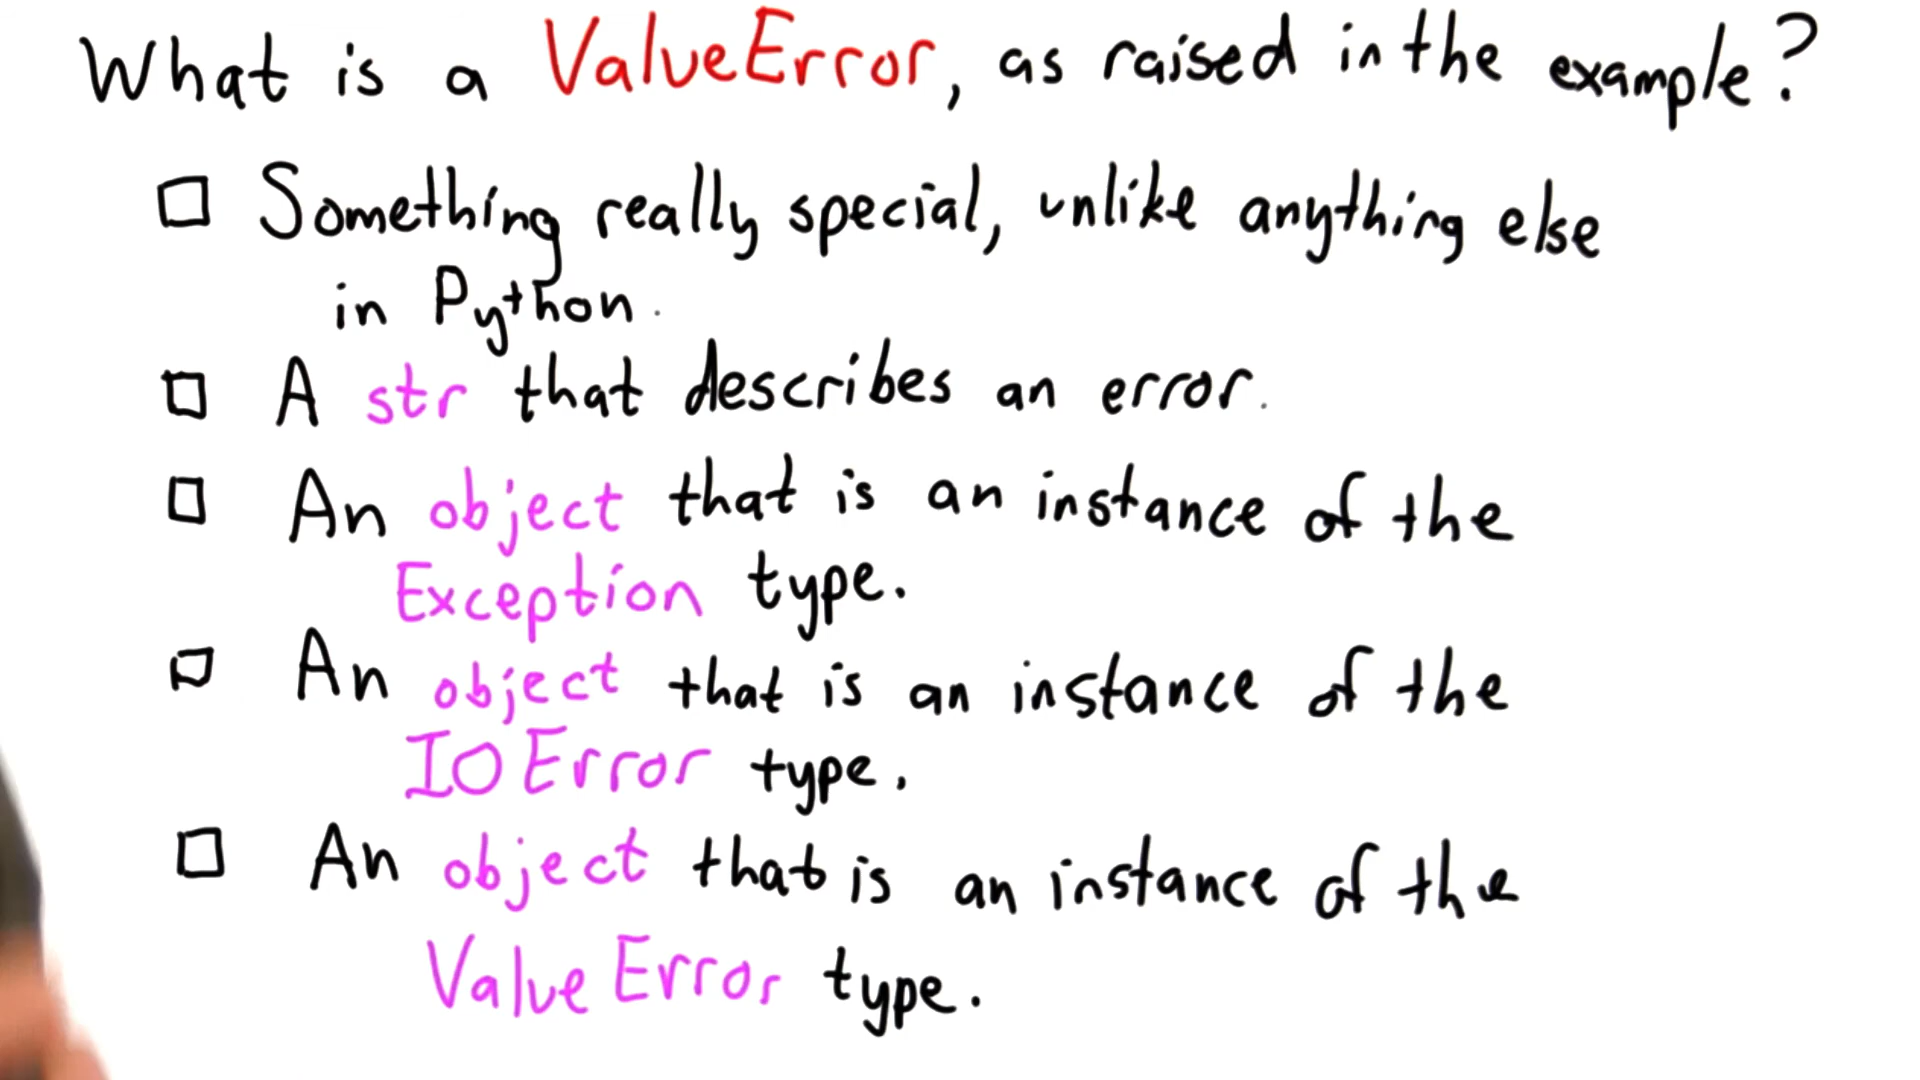 What is a ValueError, as raised in the example?
Something really special, unlike anything else
in Python.
A str that describes an error.
An object that is an instance of the
Exception type.
An object that is an instance of the
IOError type.
An object that is an instance of the
ValueError type.